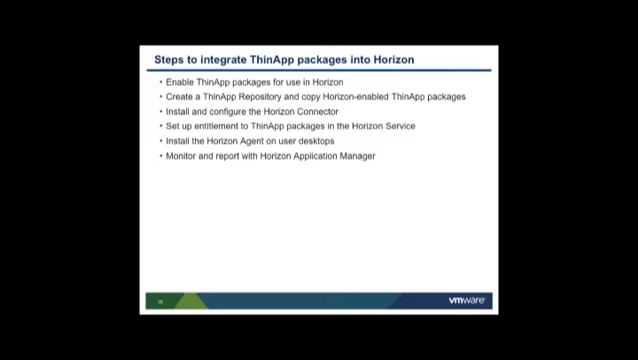 Steps to integrate ThinApp packages into Horizon
• Enable ThinApp packages for use in Horizon
• Create a ThinApp Repository and copy Horizon-enabled ThinApp packages
• Install and configure the Horizon Connector
• Set up entitlement to ThinApp packages in the Horizon Service
• Install the Horizon Agent on user desktops
• Monitor and report with Horizon Application Manager
vmware